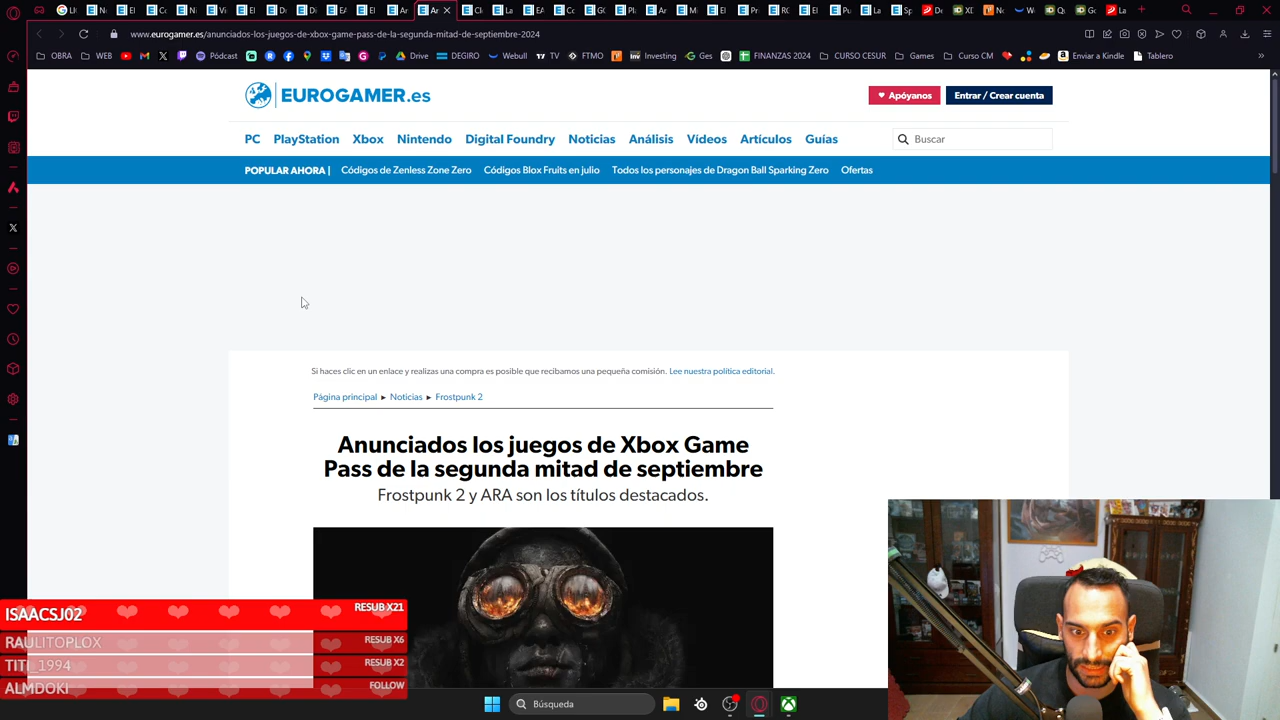 www.eurogamer.es/anunciados-los-juegos-de-xbox-game-pass-de-la-segunda-mitad-de-septiembre-2024
OBRA WEB Pódcast Drive DEGIRO Webull TV FTMO Investing Ges FINANZAS 2024 CURSO CESUR Games Curso CM Enviar a Kindle Tablero
EUROGAMER.es
Apóyanos
Entrar / Crear cuenta
PC PlayStation Xbox Nintendo Digital Foundry Noticias Análisis Vídeos Artículos Guías
Buscar
POPULAR AHORA | Códigos de Zenless Zone Zero Códigos Blox Fruits en julio Todos los personajes de Dragon Ball Sparking Zero Ofertas
Si haces clic en un enlace y realizas una compra es posible que recibamos una pequeña comisión. Lee nuestra política editorial.
Página principal ▸ Noticias ▸ Frostpunk 2
Anunciados los juegos de Xbox Game
Pass de la segunda mitad de septiembre
Frostpunk 2 y ARA son los títulos destacados.
ISAACSJ02 RESUB X21
RAULITOPLOX RESUB X6
TITI_1994 RESUB X2
ALMDOKI FOLLOW
Búsqueda